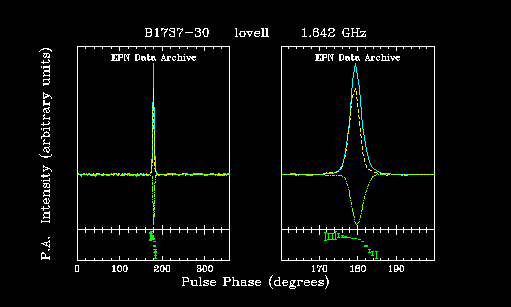 B1737-30 lovell 1.642 GHz
EPN Data Archive EPN Data Archive
P.A. Intensity (arbitrary units)
0 100 200 300 170 180 190
Pulse Phase (degrees)